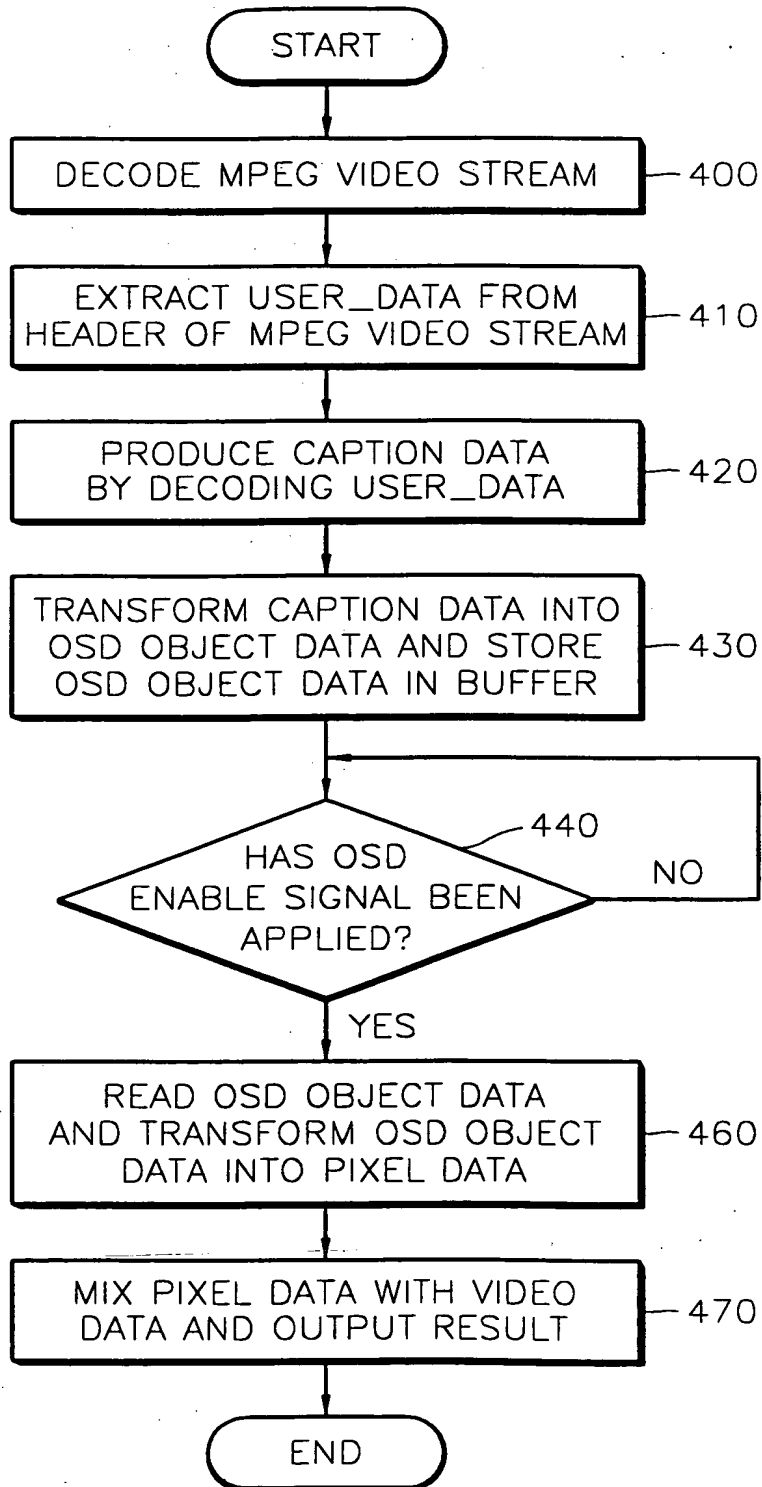 START
DECODE MPEG VIDEO STREAM
400
EXTRACT USER_DATA FROM
HEADER OF MPEG VIDEO STREAM
410
PRODUCE CAPTION DATA
BY DECODING USER_DATA
420
TRANSFORM CAPTION DATA INTO
OSD OBJECT DATA AND STORE
OSD OBJECT DATA IN BUFFER
430
440
HAS OSD
ENABLE SIGNAL BEEN
APPLIED?
NO
YES
READ OSD OBJECT DATA
AND TRANSFORM OSD OBJECT
DATA INTO PIXEL DATA
460
MIX PIXEL DATA WITH VIDEO
DATA AND OUTPUT RESULT
470
END